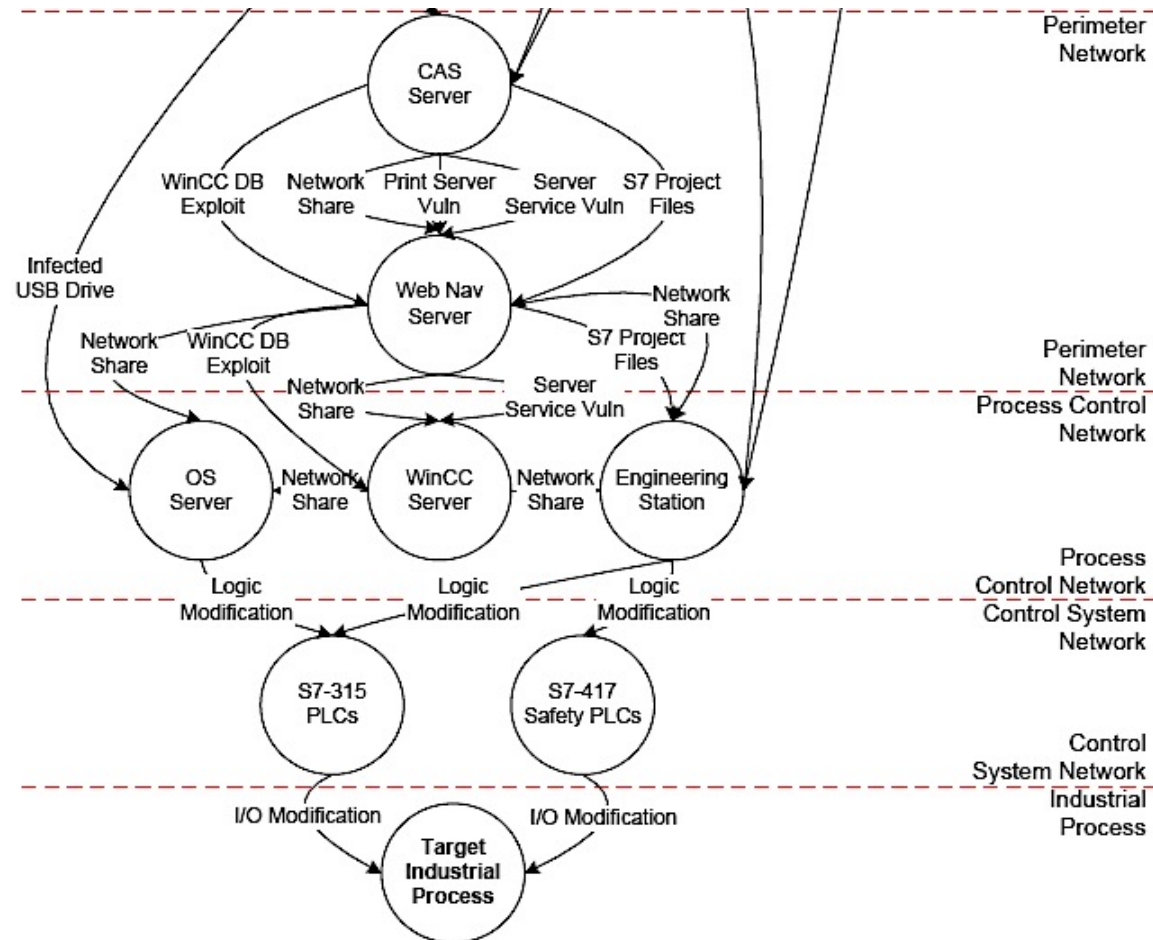 Perimeter
Network
CAS
Server
WinCC DB
Exploit
Network
Share
Print Server
Vuln
Server
Service Vuln
S7 Project
Files
Infected
USB Drive
Web Nav
Server
Network
Share
Network
Share
WinCC DB
Exploit
S7 Project
Files
Perimeter
Network
Network
Share
Server
Service Vuln
Process Control
Network
OS
Server
Network
Share
WinCC
Server
Network
Share
Engineering
Station
Process
Control Network
Logic
Modification
Logic
Modification
Logic
Modification
Control System
Network
S7-315
PLCs
S7-417
Safety PLCs
Control
System Network
Industrial
Process
I/O Modification
I/O Modification
Target
Industrial
Process